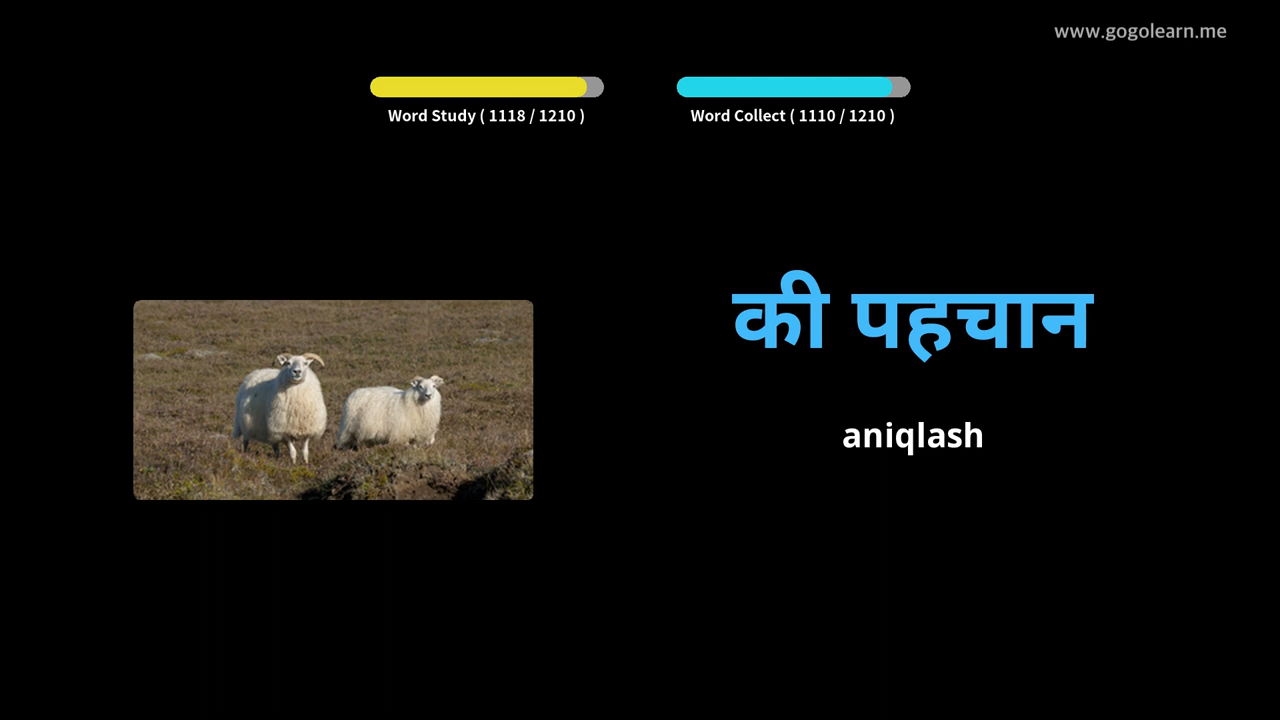 www.gogolearn.me
Word Study ( 1118 / 1210 )
Word Collect ( 1110 / 1210 )
की पहचान
aniqlash